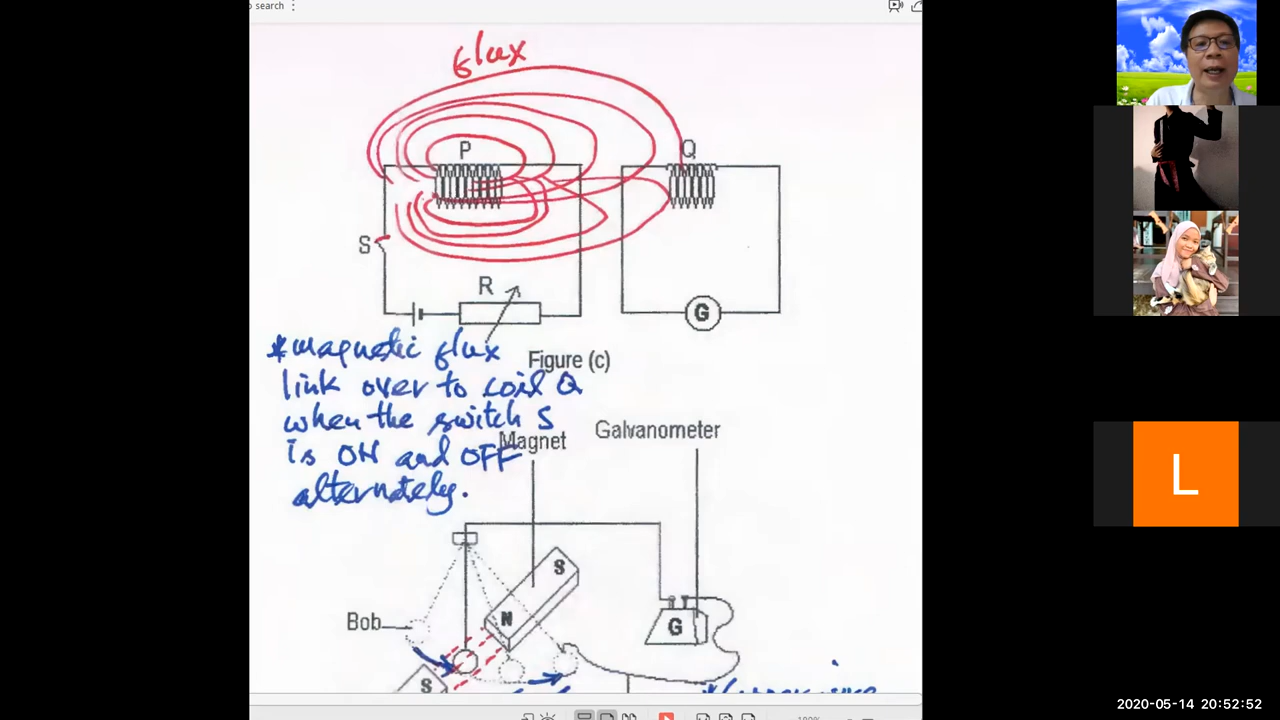 search
flux
P
Q
S
R
G
*magnetic flux
Figure (c)
link over to coil Q
when the switch S
is ON and OFF
alternately.
Magnet
Galvanometer
S
N
Bob
G
S
L
2020-05-14 20:52:52